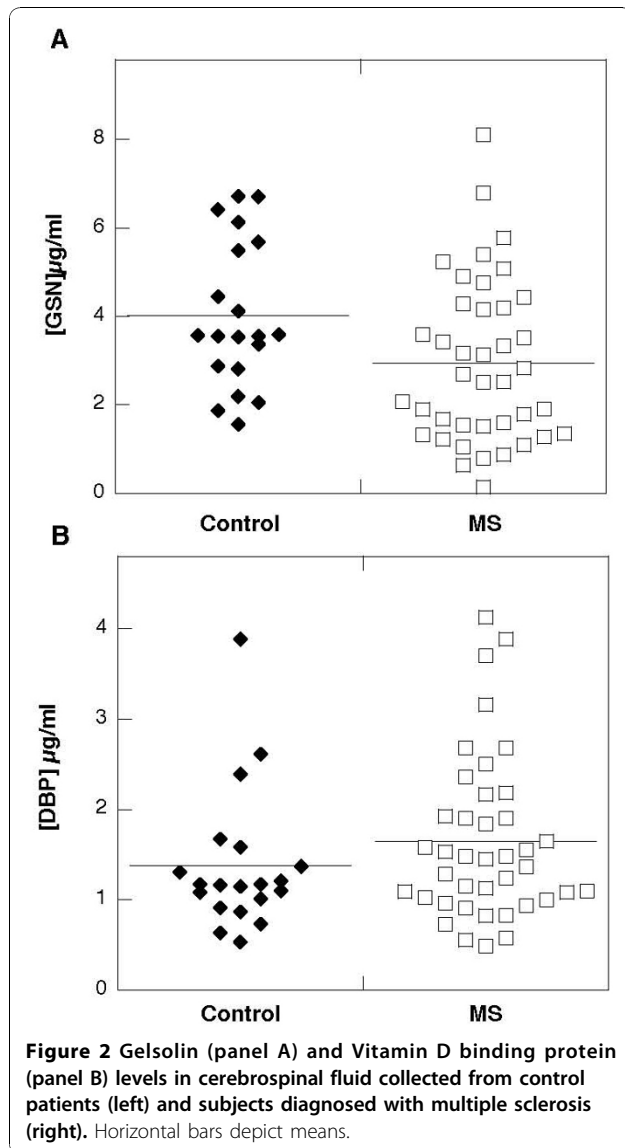 A
8
6
4
2
0
[GSN]µg/ml
Control MS
B
4
3
2
1
0
[DBP] µg/ml
Control MS
Figure 2 Gelsolin (panel A) and Vitamin D binding protein
(panel B) levels in cerebrospinal fluid collected from control
patients (left) and subjects diagnosed with multiple sclerosis
(right). Horizontal bars depict means.